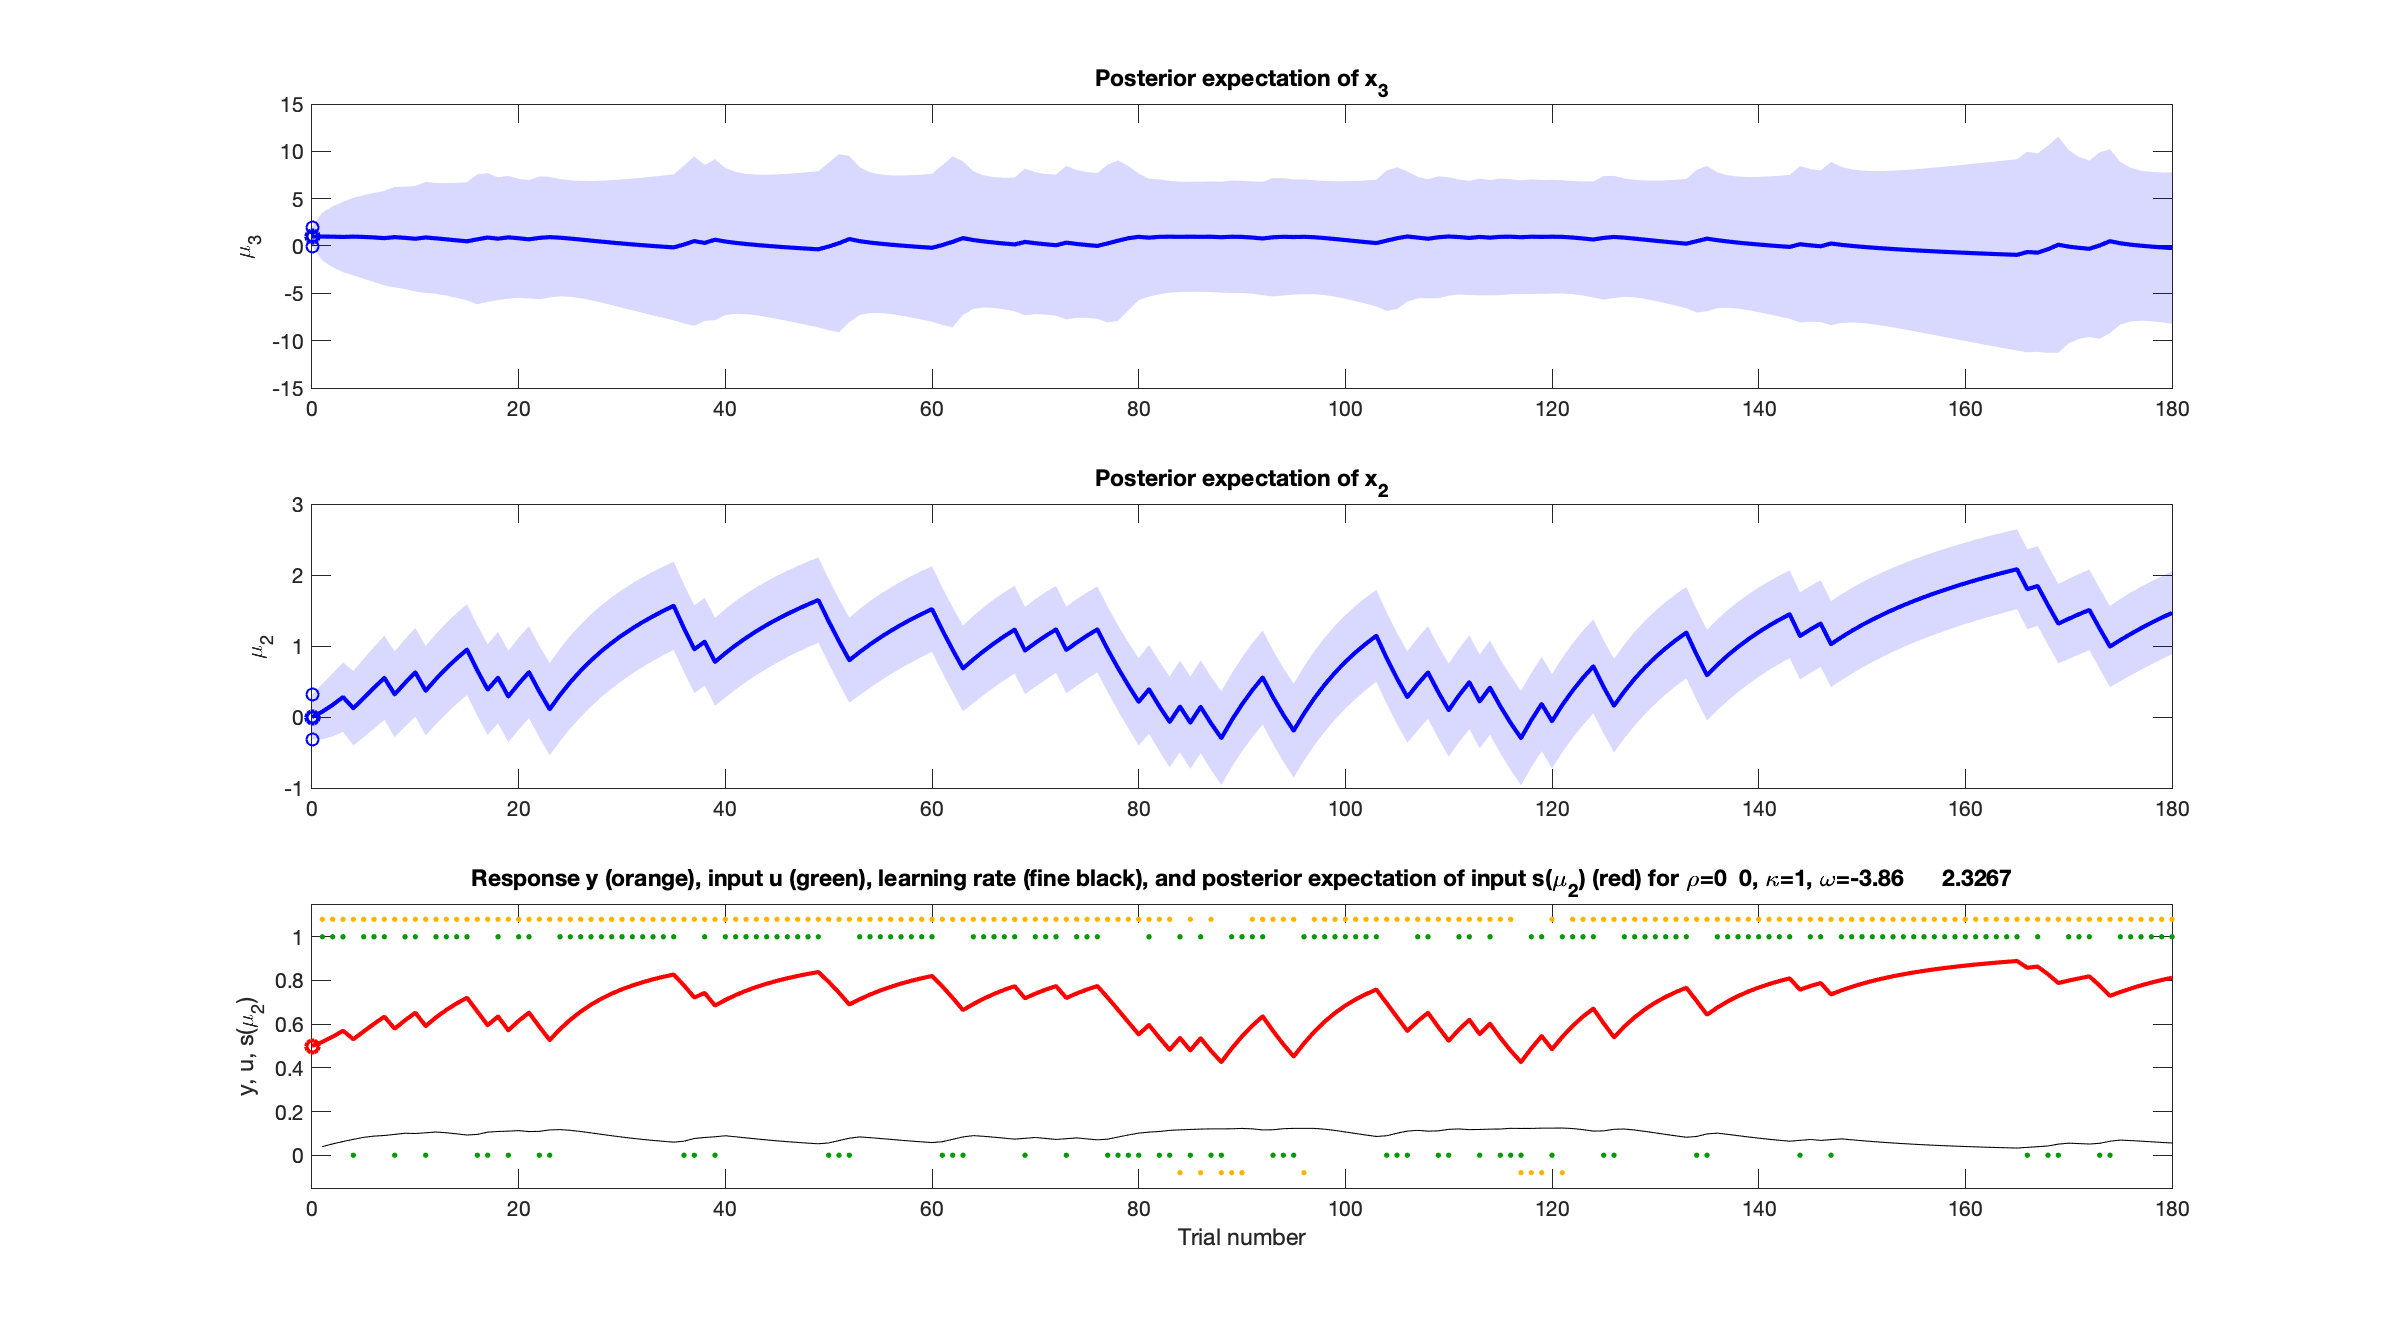 Posterior expectation of x3
15
10
5
0
-5
-10
-15
μ3
0 20 40 60 80 100 120 140 160 180
Posterior expectation of x2
3
2
1
0
-1
μ2
0 20 40 60 80 100 120 140 160 180
Response y (orange), input u (green), learning rate (fine black), and posterior expectation of input s(μ2) (red) for ρ=0 0, κ=1, ω=-3.86 2.3267
1
0.8
0.6
0.4
0.2
0
y, u, s(μ2)
0 20 40 60 80 100 120 140 160 180
Trial number